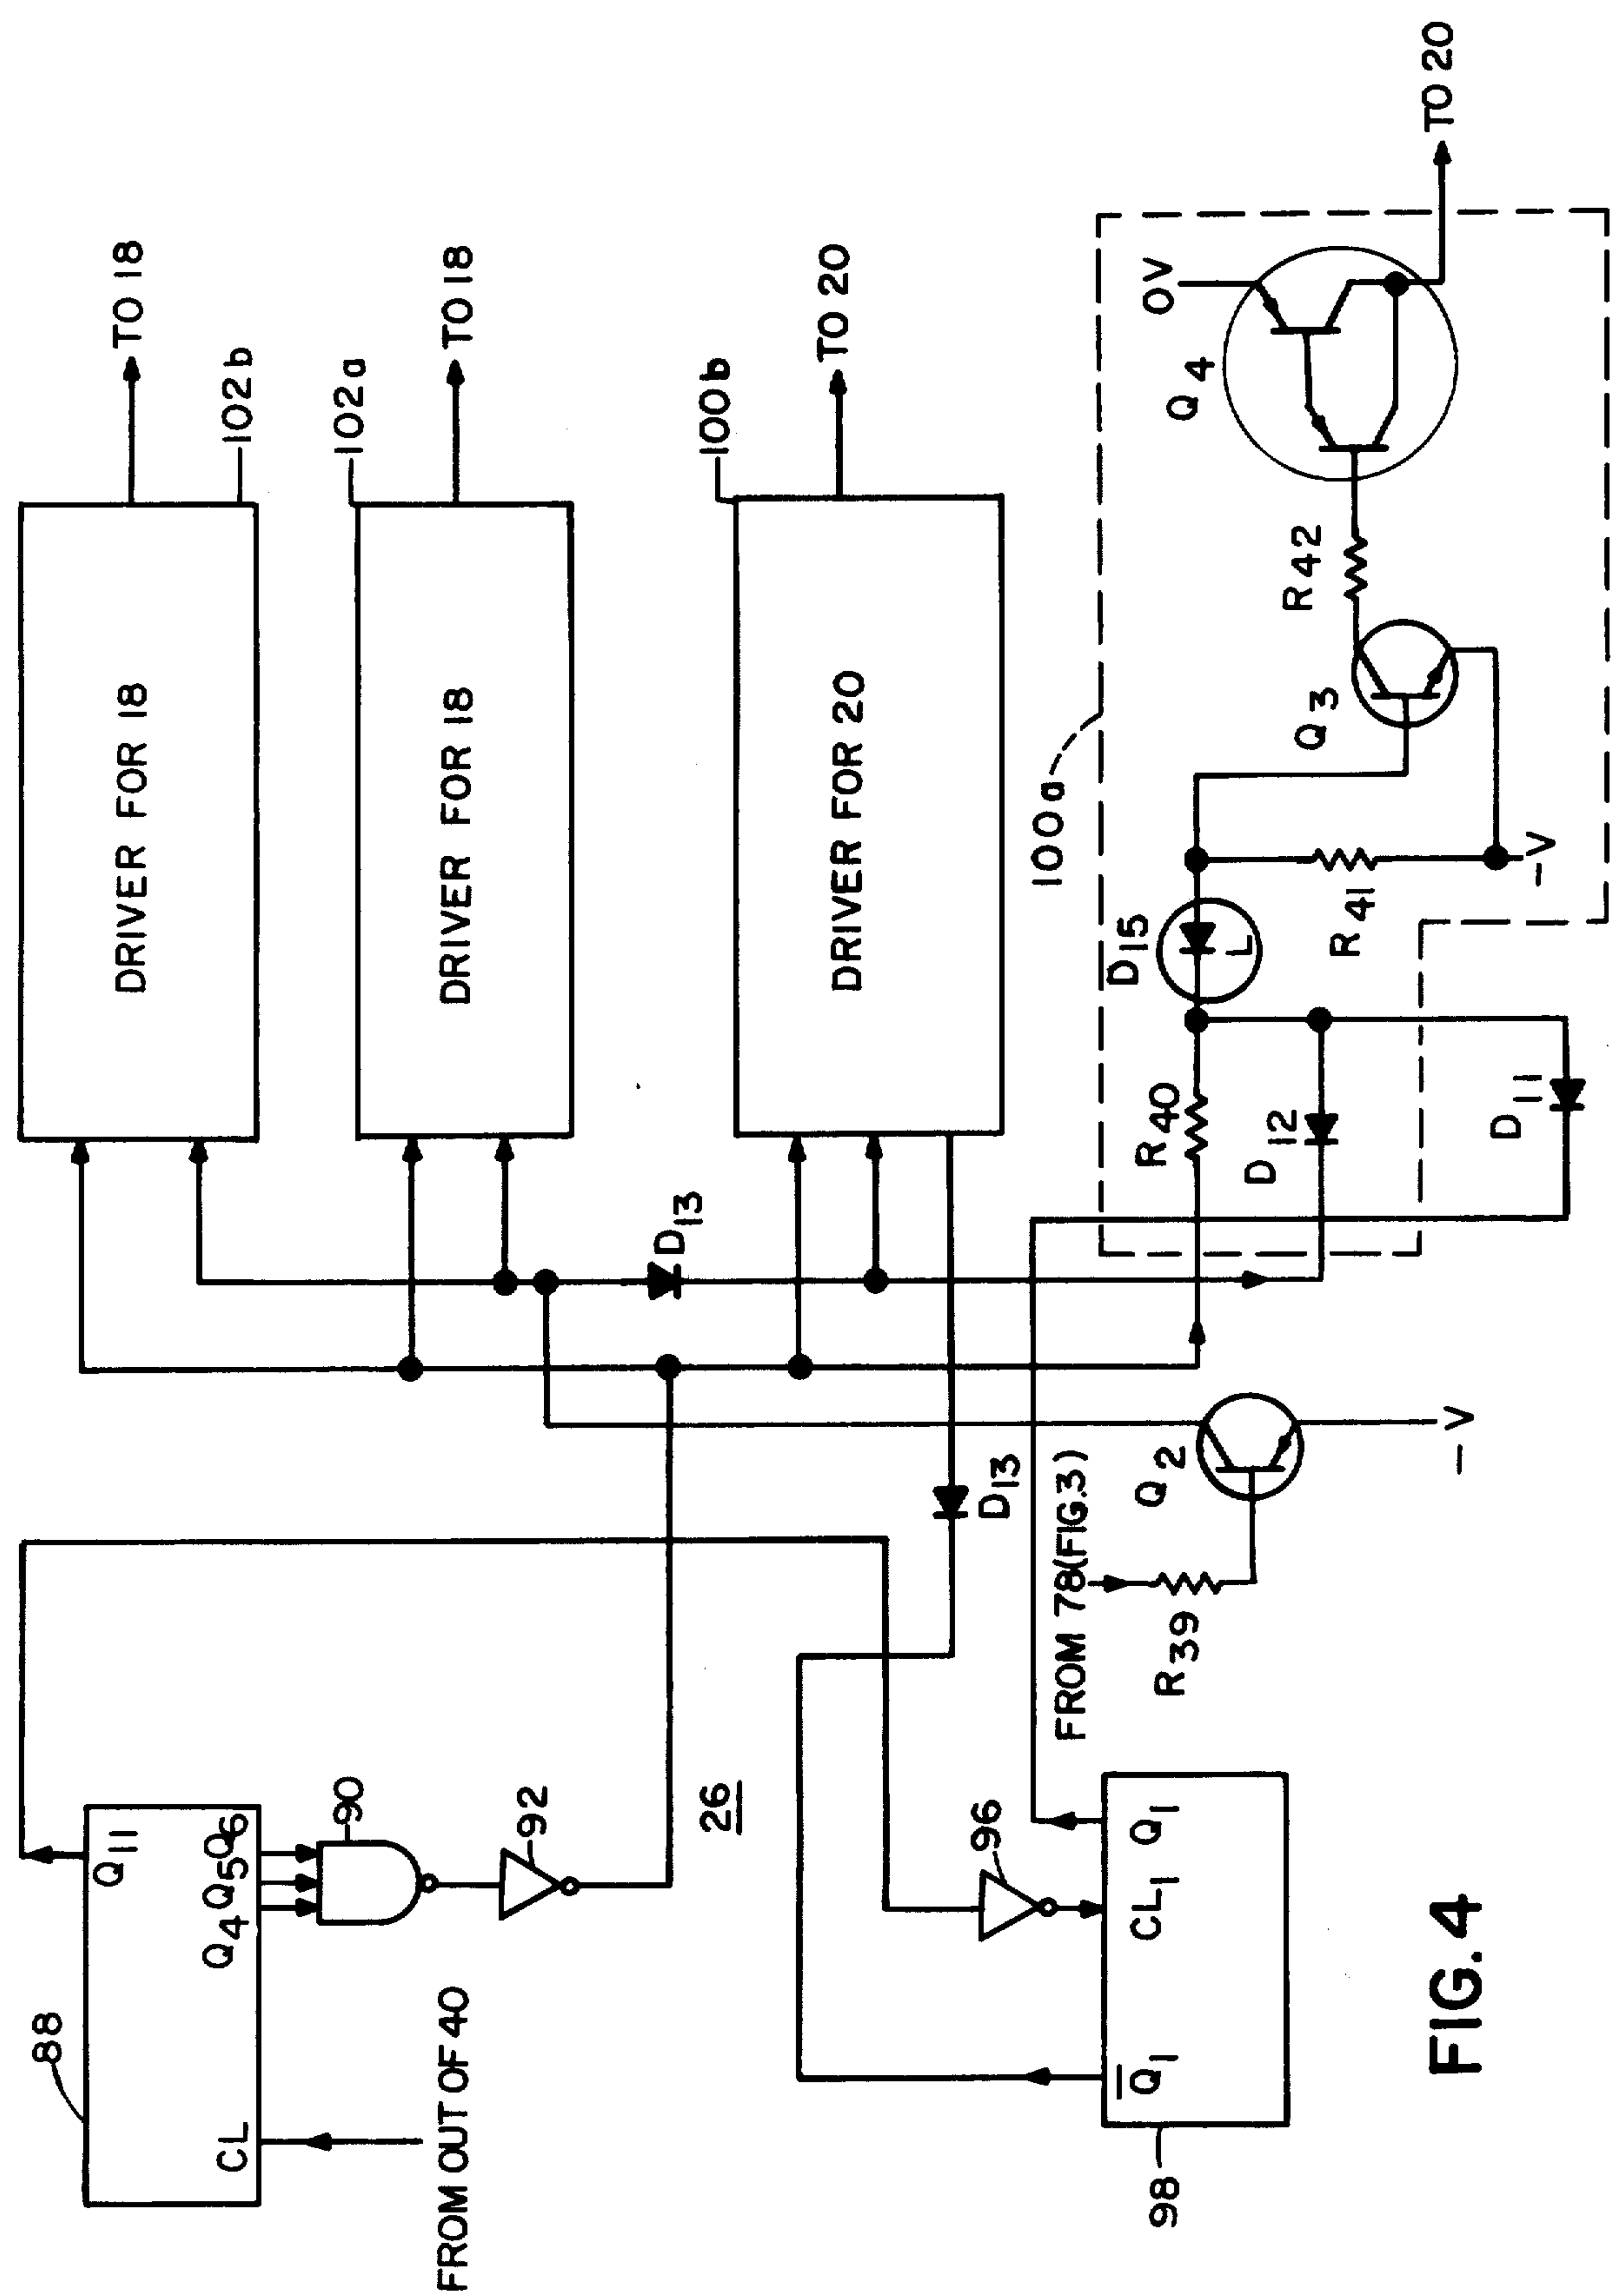 88
Q11
Q4 Q5 Q6
CL
90
92
FROM OUT OF 40
26
DRIVER FOR 18
TO 18
102b
DRIVER FOR 18
TO 18
102a
DRIVER FOR 20
TO 20
100b
D13
D13
96
98
Q̅1
CL1
Q1
FROM 78(FIG.3)
R39
Q2
-V
100a
R40
D12
D11
D15
L
R41
-V
Q3
R42
Q4
0V
TO 20
FIG.4